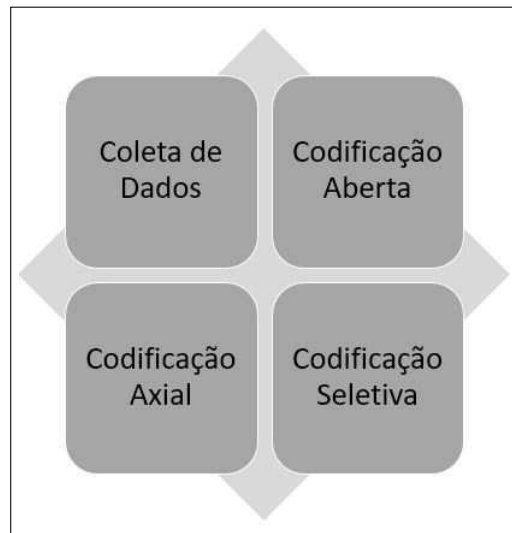 Coleta de
Dados
Codificação
Aberta
Codificação
Axial
Codificação
Seletiva